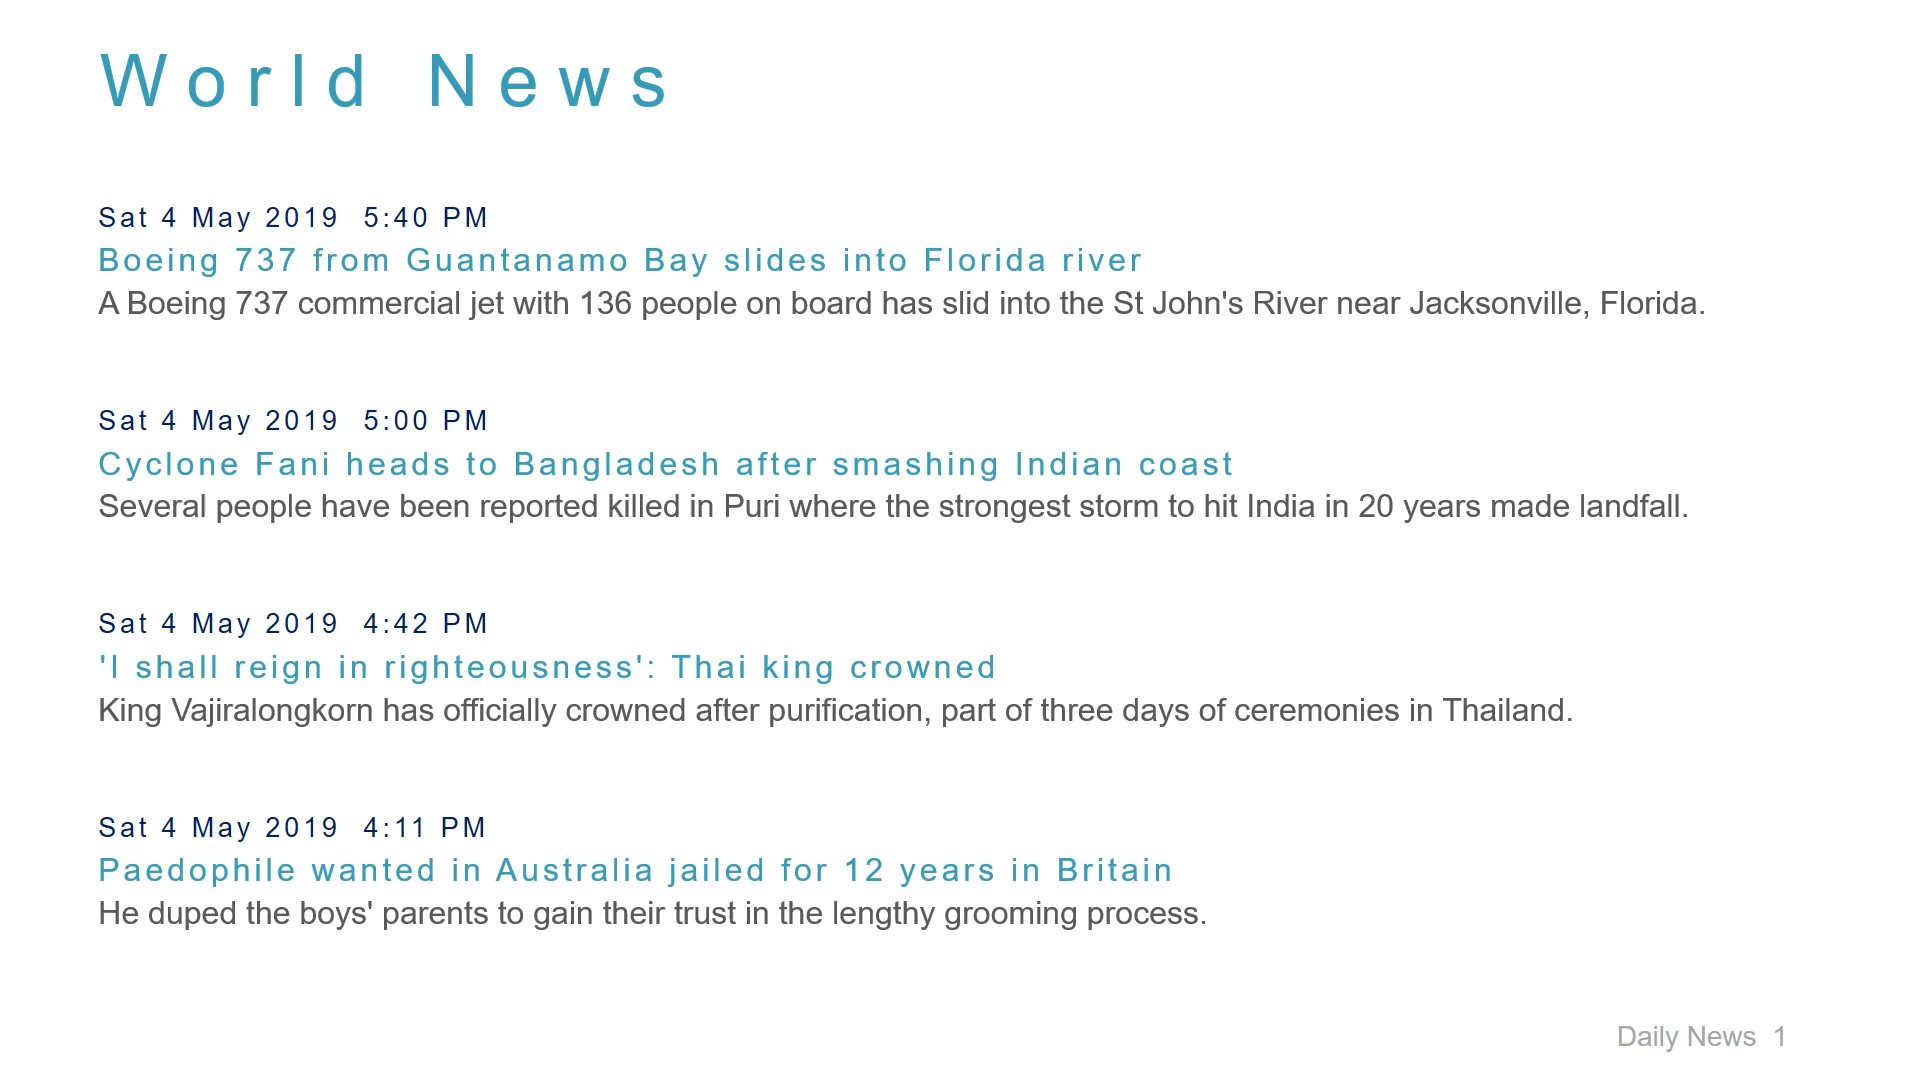 World News
Sat 4 May 2019 5:40 PM
Boeing 737 from Guantanamo Bay slides into Florida river
A Boeing 737 commercial jet with 136 people on board has slid into the St John's River near Jacksonville, Florida.
Sat 4 May 2019 5:00 PM
Cyclone Fani heads to Bangladesh after smashing Indian coast
Several people have been reported killed in Puri where the strongest storm to hit India in 20 years made landfall.
Sat 4 May 2019 4:42 PM
'I shall reign in righteousness': Thai king crowned
King Vajiralongkorn has officially crowned after purification, part of three days of ceremonies in Thailand.
Sat 4 May 2019 4:11 PM
Paedophile wanted in Australia jailed for 12 years in Britain
He duped the boys' parents to gain their trust in the lengthy grooming process.
Daily News 1